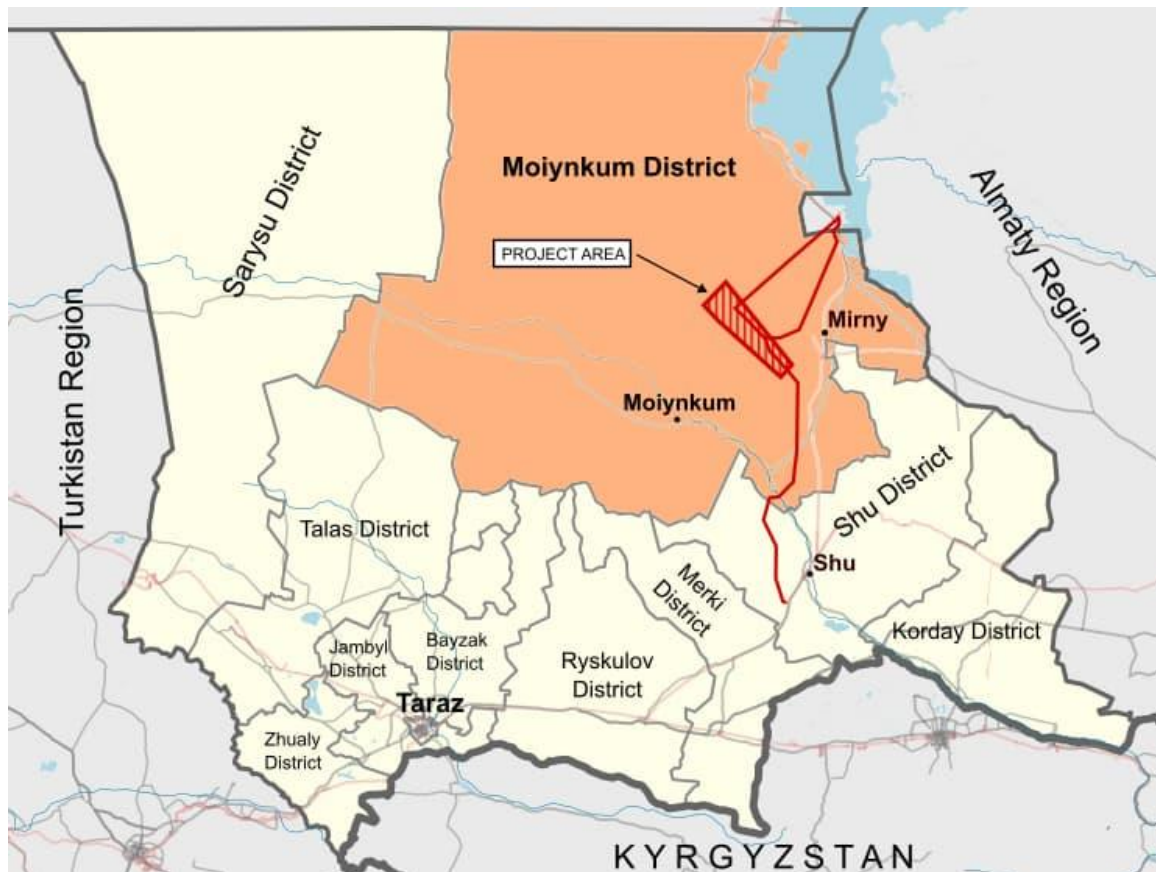 Moiynkum District
Sarysu District
Almaty Region
PROJECT AREA
Mirny
Turkistan Region
Moiynkum
Shu District
Talas District
Shu
Merki
District
Korday District
Jambyl
District
Bayzak
District
Ryskulov
District
Taraz
Zhualy
District
KYRGYZSTAN